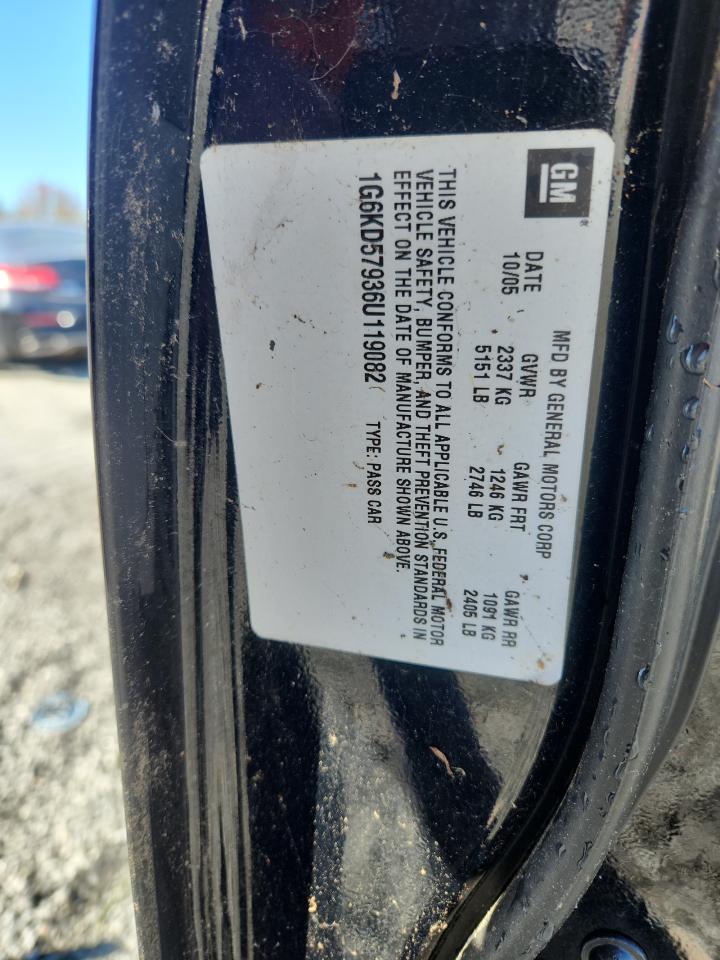 GM
MFD BY GENERAL MOTORS CORP
DATE GVWR GAWR FRT GAWR RR
10/05 2337 KG 1246 KG 1091 KG
5151 LB 2746 LB 2405 LB
THIS VEHICLE CONFORMS TO ALL APPLICABLE U.S. FEDERAL MOTOR
VEHICLE SAFETY, BUMPER, AND THEFT PREVENTION STANDARDS IN
EFFECT ON THE DATE OF MANUFACTURE SHOWN ABOVE.
1G6KD57936U119082 TYPE: PASS CAR